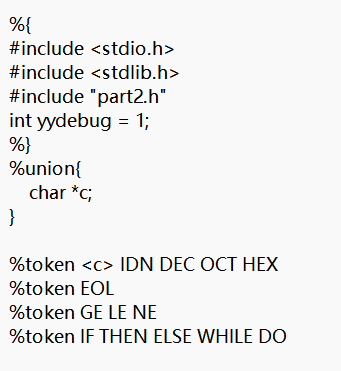 %{
#include <stdio.h>
#include <stdlib.h>
#include "part2.h"
int yydebug = 1;
%}
%union{
    char *c;
}

%token <c> IDN DEC OCT HEX
%token EOL
%token GE LE NE
%token IF THEN ELSE WHILE DO